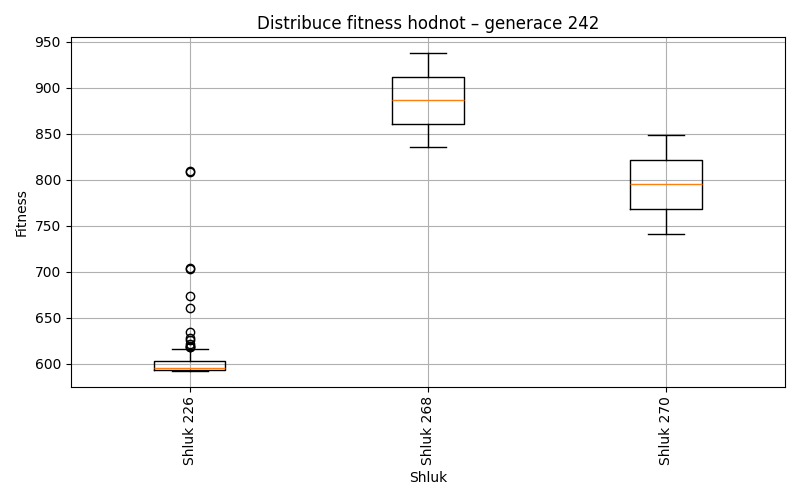 Distribuce fitness hodnot – generace 242
950
900
850
800
750
700
650
600
Fitness
Shluk 226
Shluk 268
Shluk 270
Shluk